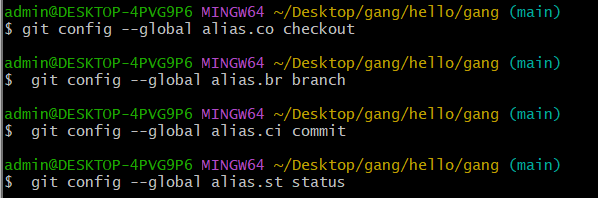 admin@DESKTOP-4PVG9P6 MINGW64 ~/Desktop/gang/hello/gang (main)
$ git config --global alias.co checkout
admin@DESKTOP-4PVG9P6 MINGW64 ~/Desktop/gang/hello/gang (main)
$  git config --global alias.br branch
admin@DESKTOP-4PVG9P6 MINGW64 ~/Desktop/gang/hello/gang (main)
$  git config --global alias.ci commit
admin@DESKTOP-4PVG9P6 MINGW64 ~/Desktop/gang/hello/gang (main)
$  git config --global alias.st status